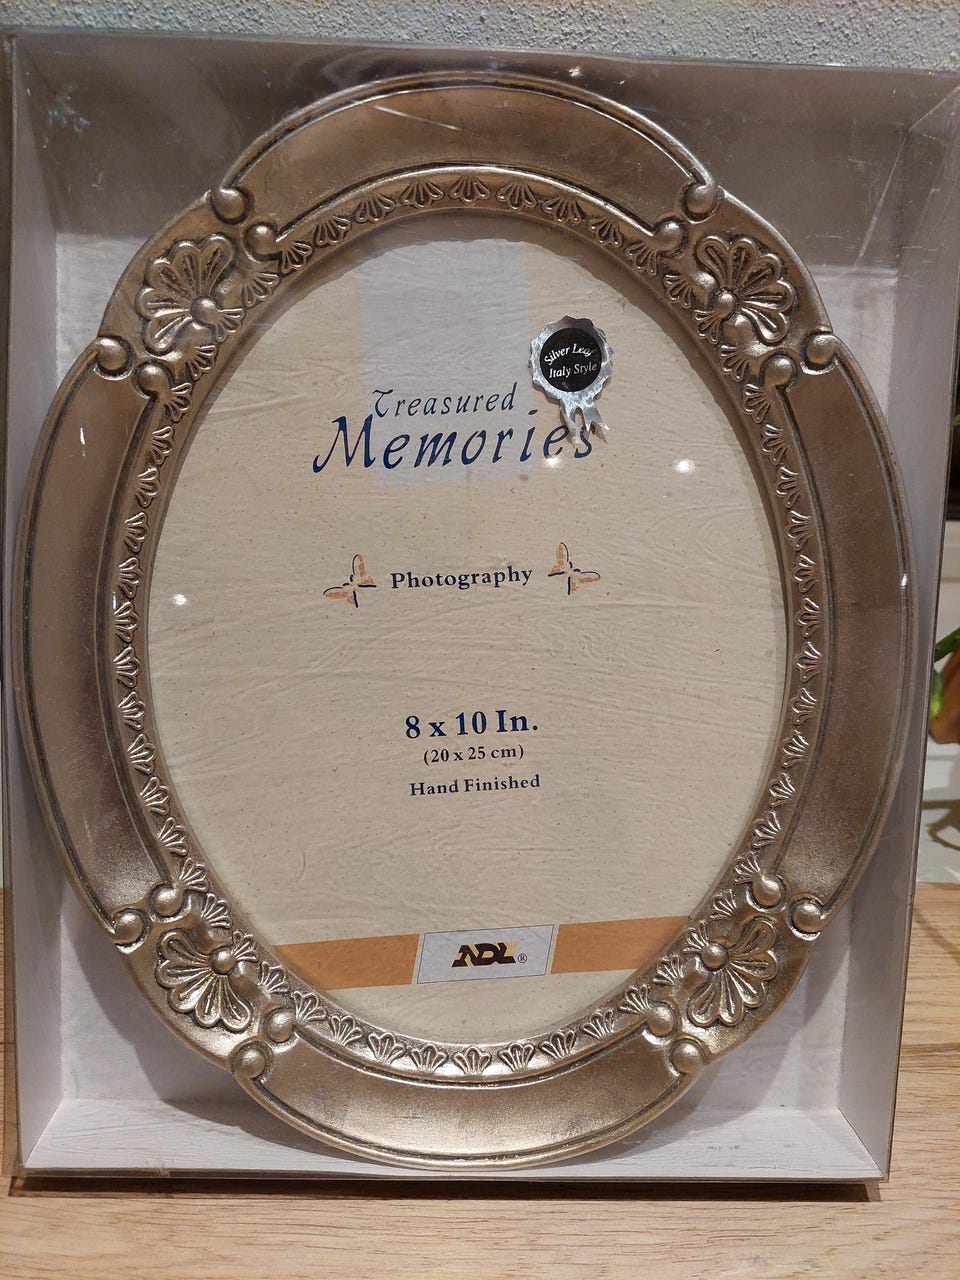 Silver Leaf
Italy Style
Treasured
Memories
Photography
8 x 10 In.
(20 x 25 cm)
Hand Finished
NDL ®